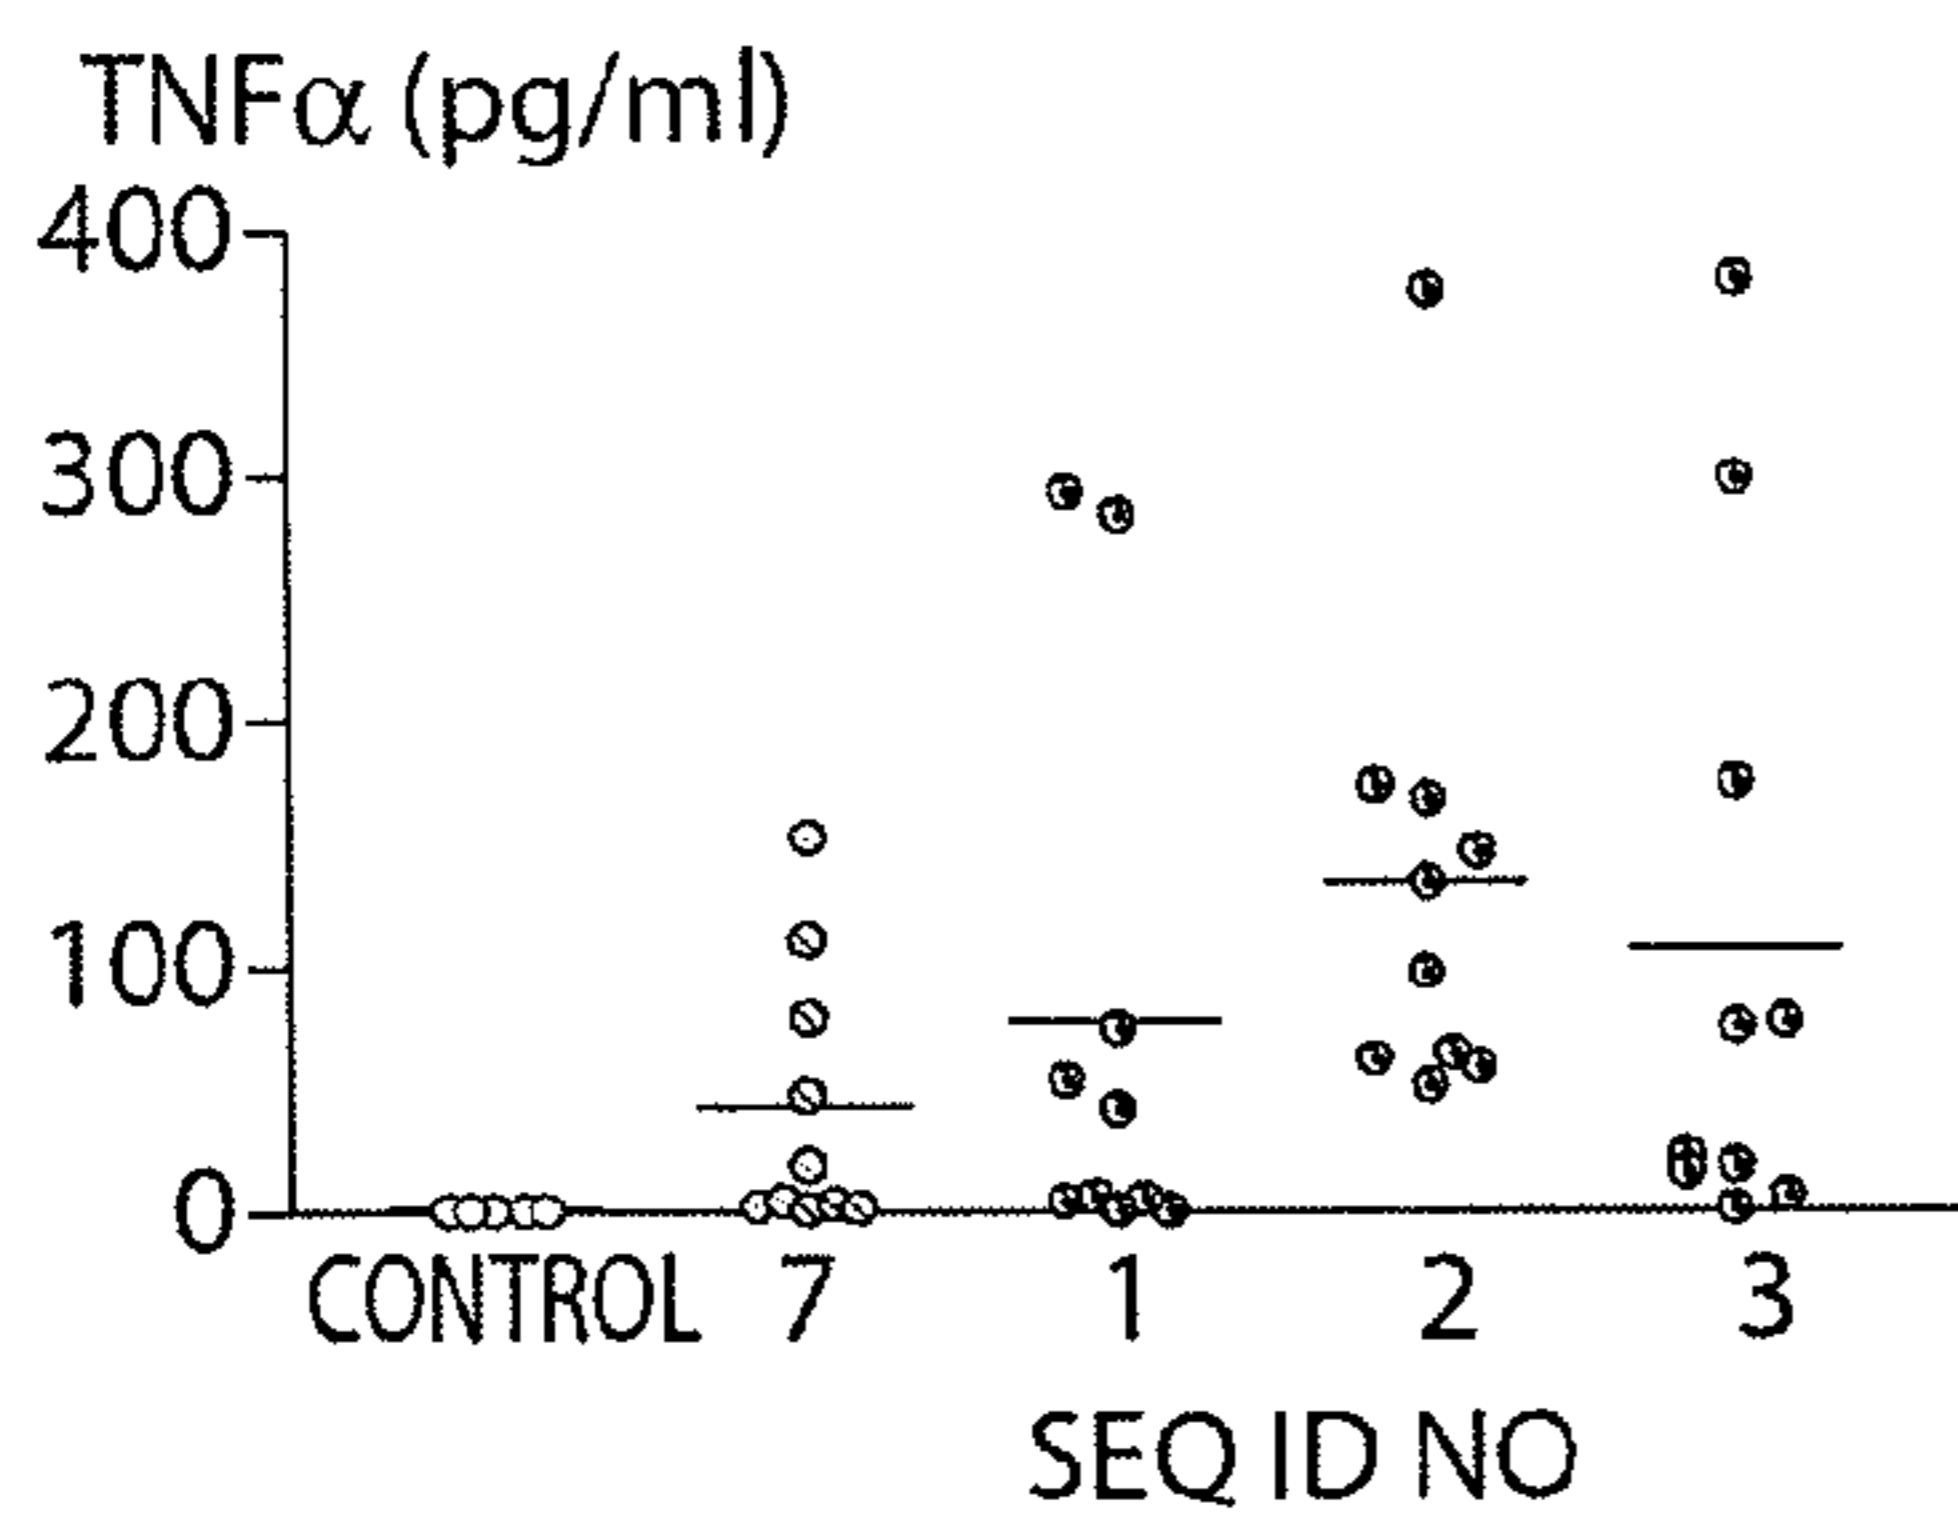 TNFα (pg/ml)
400
300
200
100
0
CONTROL 7 1 2 3
SEQ ID NO